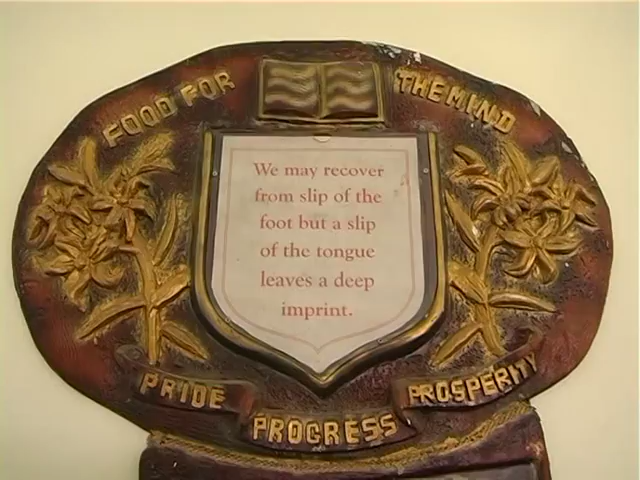 FOOD FOR THE MIND
We may recover
from slip of the
foot but a slip
of the tongue
leaves a deep
imprint.
PRIDE PROGRESS PROSPERITY